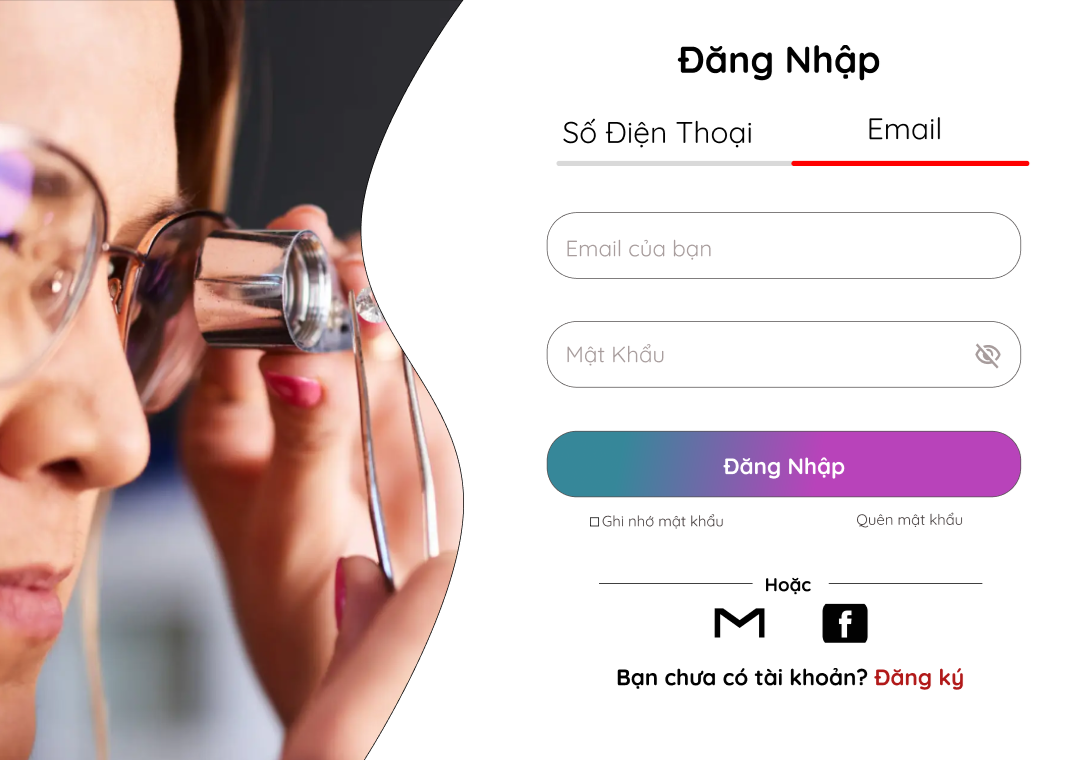 Đăng Nhập
Số Điện Thoại Email
Email của bạn
Mật Khẩu
Đăng Nhập
Ghi nhớ mật khẩu Quên mật khẩu
Hoặc
Bạn chưa có tài khoản? Đăng ký